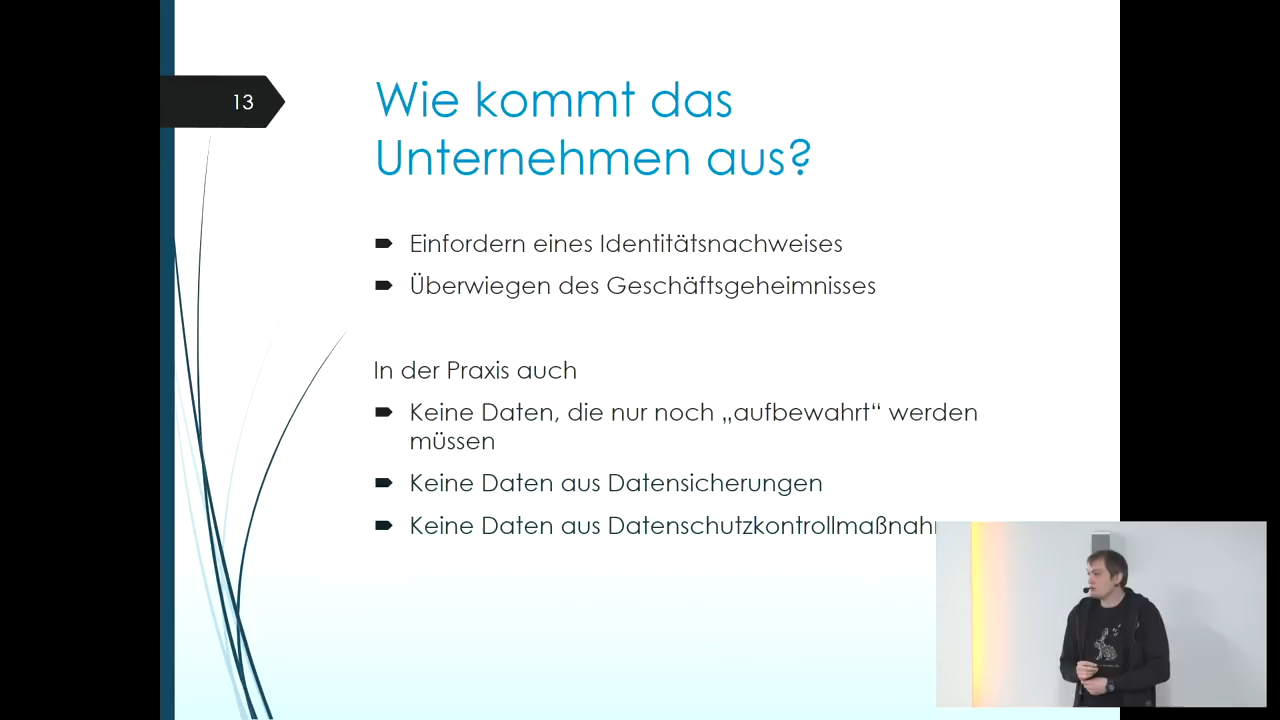 13
Wie kommt das
Unternehmen aus?
Einfordern eines Identitätsnachweises
Überwiegen des Geschäftsgeheimnisses
In der Praxis auch
Keine Daten, die nur noch „aufbewahrt“ werden
müssen
Keine Daten aus Datensicherungen
Keine Daten aus